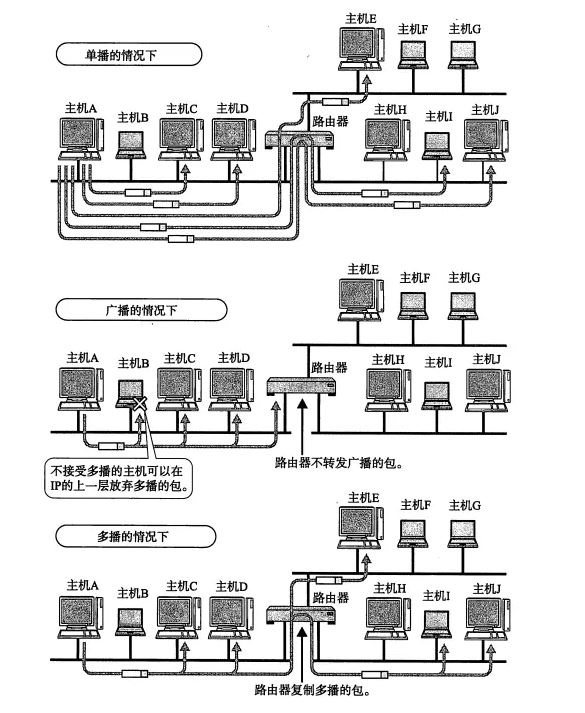 单播的情况下
主机E
主机F
主机G
主机A
主机B
主机C
主机D
路由器
主机H
主机I
主机J
广播的情况下
主机E
主机F
主机G
主机A
主机B
主机C
主机D
路由器
主机H
主机I
主机J
不接受多播的主机可以在
IP的上一层放弃多播的包。
路由器不转发广播的包。
多播的情况下
主机E
主机F
主机G
主机A
主机B
主机C
主机D
路由器
主机H
主机I
主机J
路由器复制多播的包。